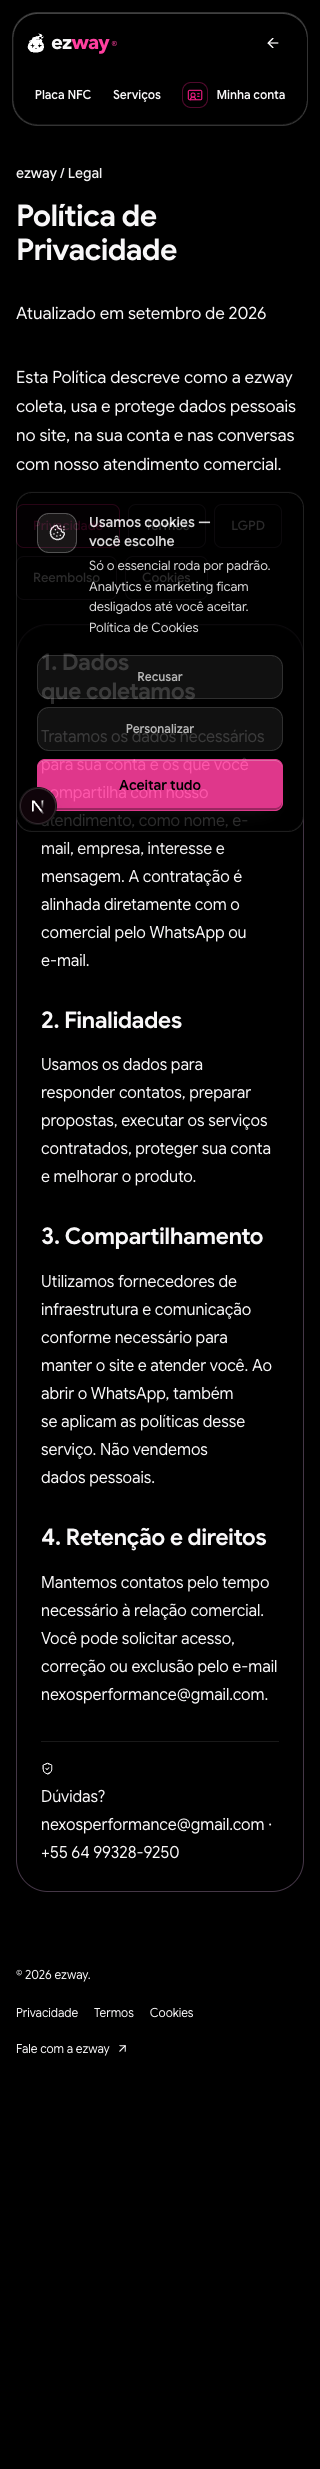 ezway®
Placa NFC Serviços Minha conta
ezway / Legal
Política de
Privacidade
Atualizado em setembro de 2026
Esta Política descreve como a ezway
coleta, usa e protege dados pessoais
no site, na sua conta e nas conversas
com nosso atendimento comercial.
Privacidade Termos LGPD
Reembolso Cookies
Usamos cookies —
você escolhe
Só o essencial roda por padrão.
Analytics e marketing ficam
desligados até você aceitar.
Política de Cookies
Recusar
Personalizar
Aceitar tudo
1. Dados
que coletamos
Tratamos os dados necessários
para sua conta e os que você
compartilha com nosso
atendimento, como nome, e-
mail, empresa, interesse e
mensagem. A contratação é
alinhada diretamente com o
comercial pelo WhatsApp ou
e-mail.
2. Finalidades
Usamos os dados para
responder contatos, preparar
propostas, executar os serviços
contratados, proteger sua conta
e melhorar o produto.
3. Compartilhamento
Utilizamos fornecedores de
infraestrutura e comunicação
conforme necessário para
manter o site e atender você. Ao
abrir o WhatsApp, também
se aplicam as políticas desse
serviço. Não vendemos
dados pessoais.
4. Retenção e direitos
Mantemos contatos pelo tempo
necessário à relação comercial.
Você pode solicitar acesso,
correção ou exclusão pelo e-mail
nexosperformance@gmail.com.
Dúvidas?
nexosperformance@gmail.com ·
+55 64 99328-9250
© 2026 ezway.
Privacidade Termos Cookies
Fale com a ezway